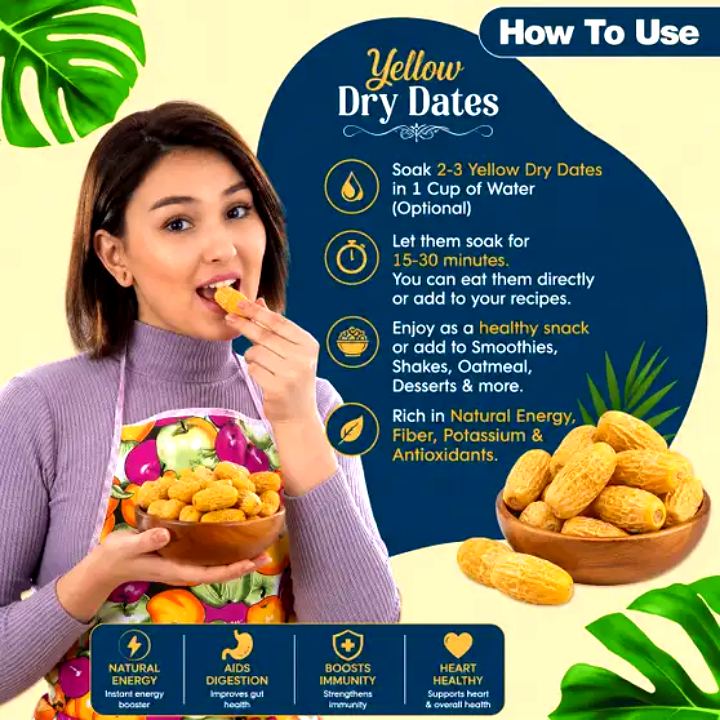 How To Use
Yellow
Dry Dates
Soak 2-3 Yellow Dry Dates
in 1 Cup of Water
(Optional)
Let them soak for
15-30 minutes.
You can eat them directly
or add to your recipes.
Enjoy as a healthy snack
or add to Smoothies,
Shakes, Oatmeal,
Desserts & more.
Rich in Natural Energy,
Fiber, Potassium &
Antioxidants.
NATURAL
ENERGY
Instant energy
booster
AIDS
DIGESTION
Improves gut
health
BOOSTS
IMMUNITY
Strengthens
immunity
HEART
HEALTHY
Supports heart
& overall health